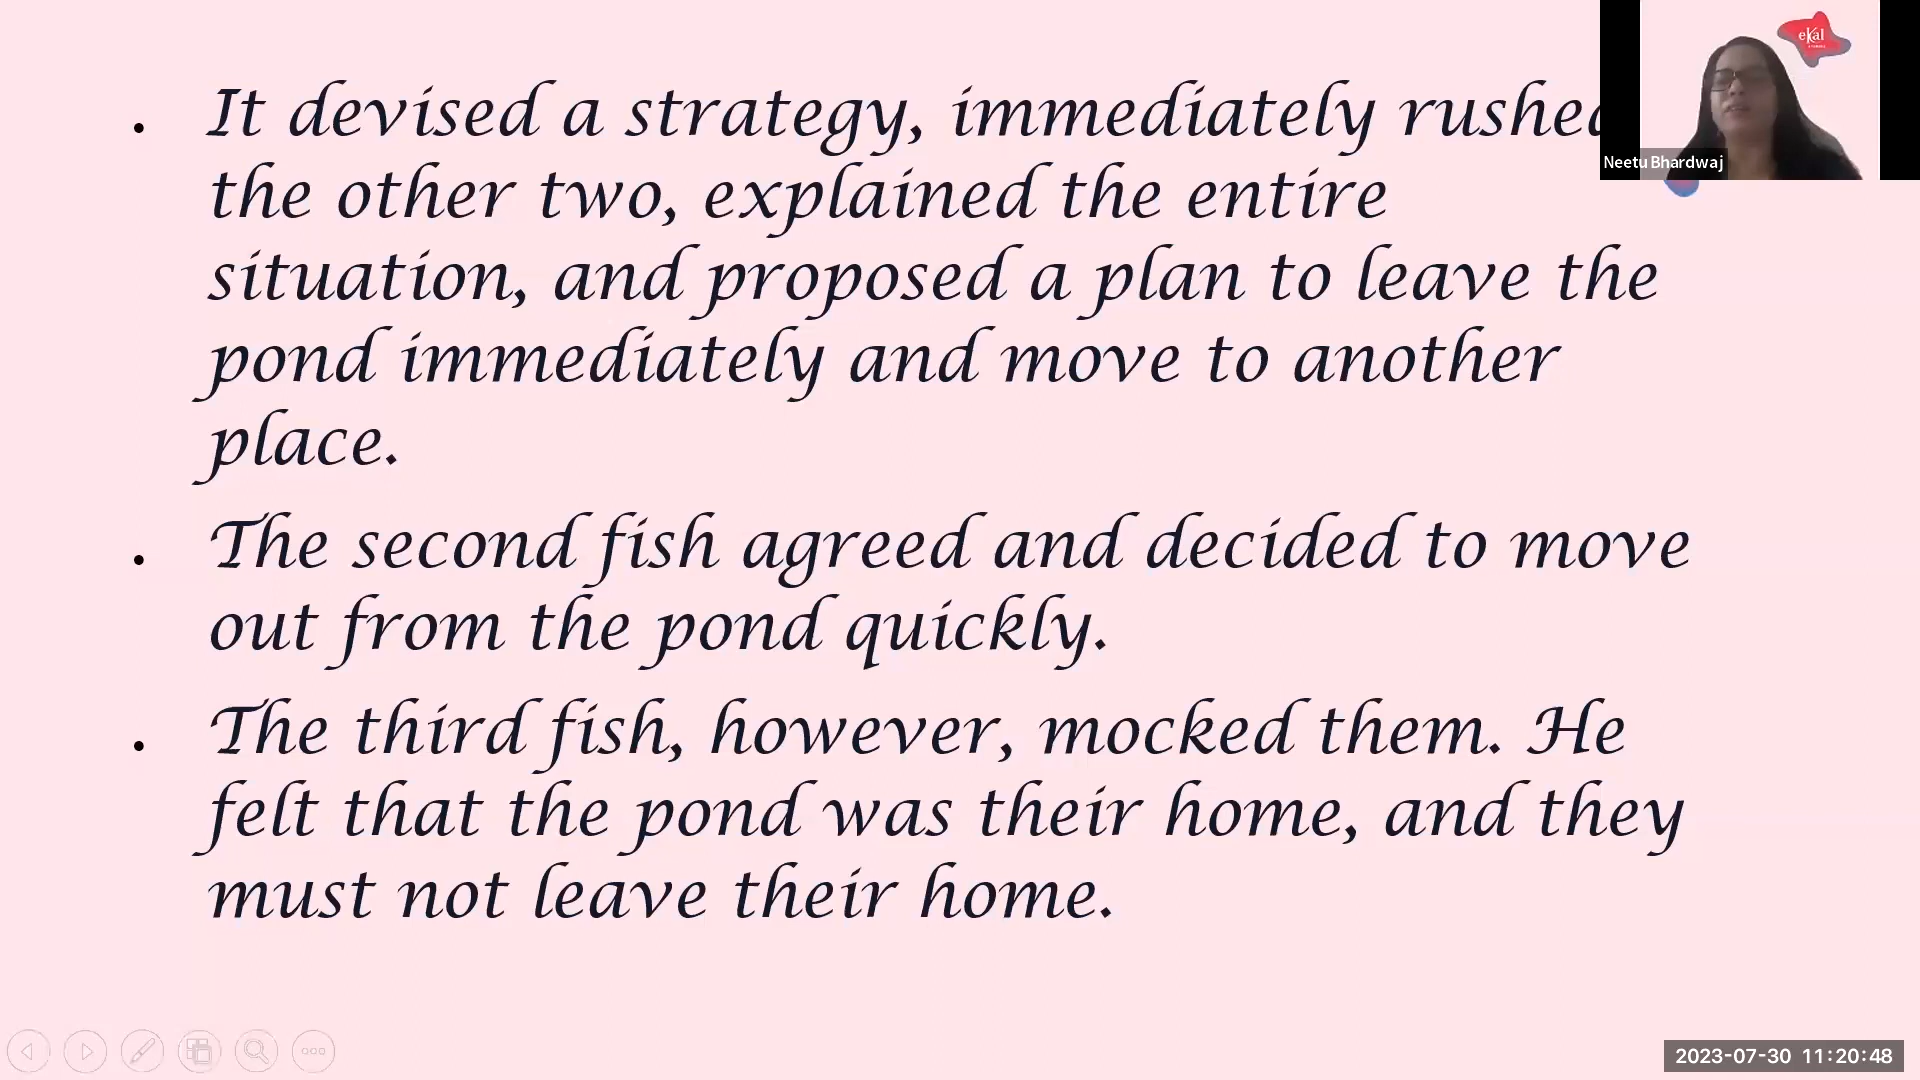 It devised a strategy, immediately rushed
the other two, explained the entire
situation, and proposed a plan to leave the
pond immediately and move to another
place.
The second fish agreed and decided to move
out from the pond quickly.
The third fish, however, mocked them. He
felt that the pond was their home, and they
must not leave their home.
ekal
Neetu Bhardwaj
2023-07-30 11:20:48